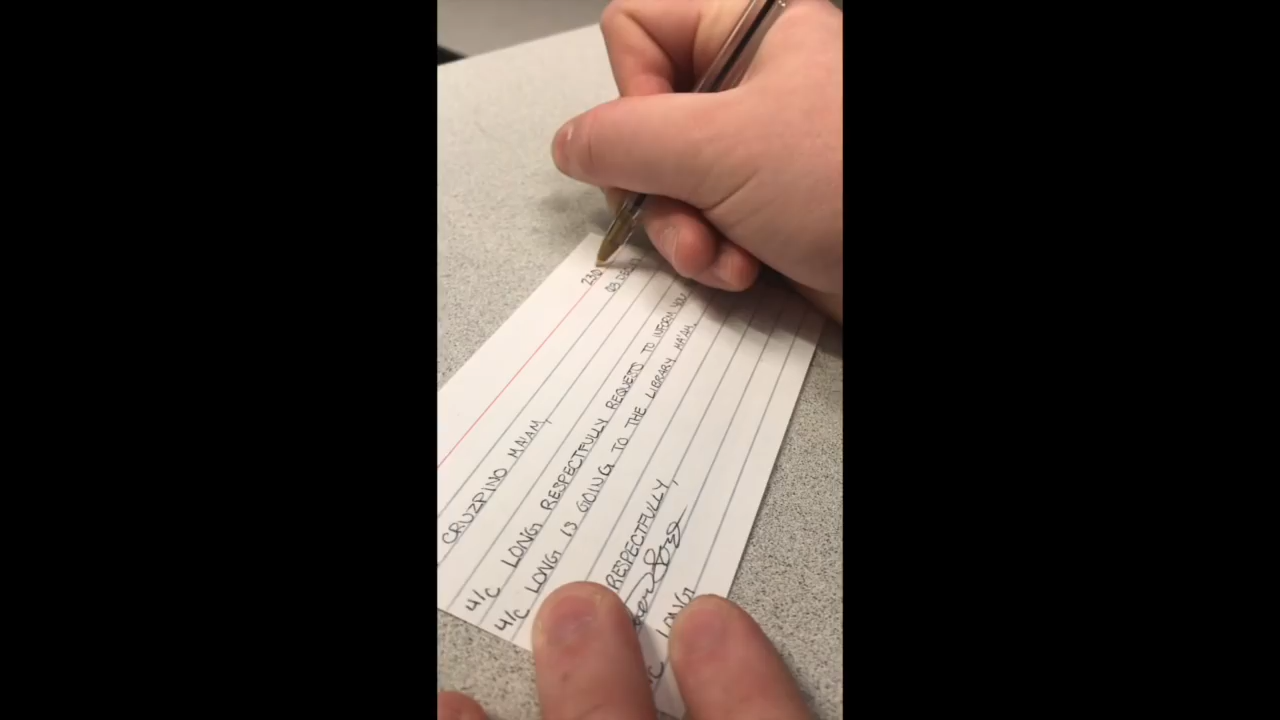 230
CRUZPINO MA'AM,
4/C LONG RESPECTFULLY REQUESTS TO INFORM YOU
4/C LONG IS GOING TO THE LIBRARY MA'AM.
RESPECTFULLY,
LONG